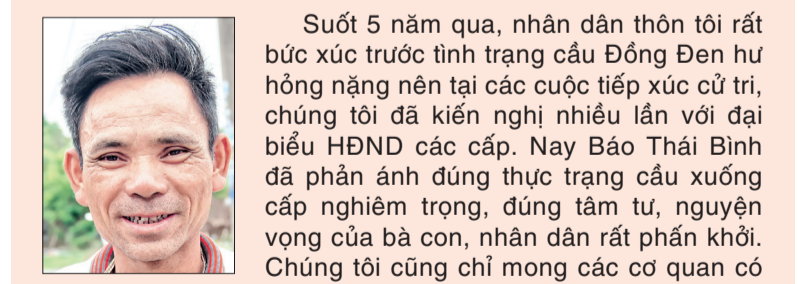 Suốt 5 năm qua, nhân dân thôn tôi rất
bức xúc trước tình trạng cầu Đồng Đen hư
hỏng nặng nên tại các cuộc tiếp xúc cử tri,
chúng tôi đã kiến nghị nhiều lần với đại
biểu HĐND các cấp. Nay Báo Thái Bình
đã phản ánh đúng thực trạng cầu xuống
cấp nghiêm trọng, đúng tâm tư, nguyện
vọng của bà con, nhân dân rất phấn khởi.
Chúng tôi cũng chỉ mong các cơ quan có